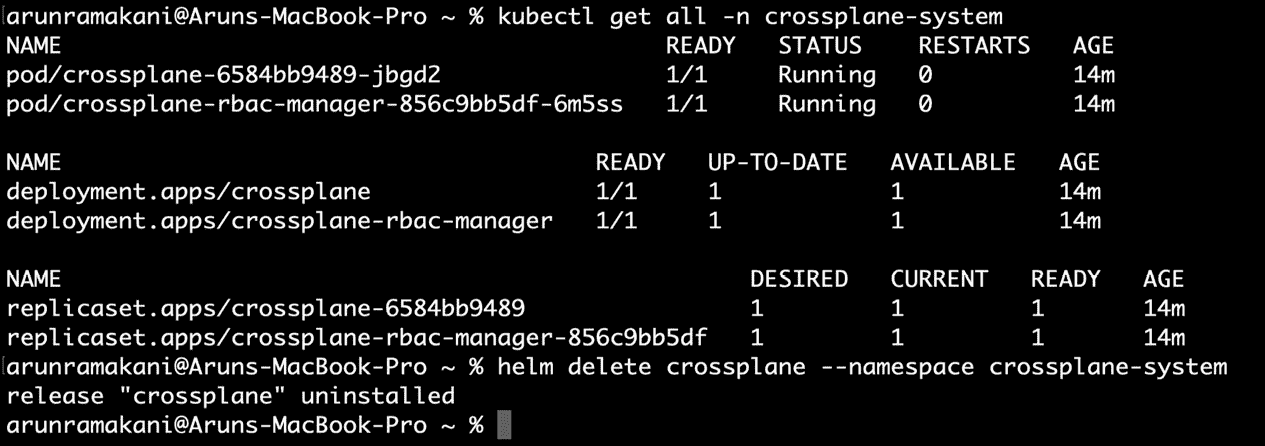 arunramakani@Aruns-MacBook-Pro ~ % kubectl get all -n crossplane-system
NAME READY STATUS RESTARTS AGE
pod/crossplane-6584bb9489-jbgd2 1/1 Running 0 14m
pod/crossplane-rbac-manager-856c9bb5df-6m5ss 1/1 Running 0 14m
NAME READY UP-TO-DATE AVAILABLE AGE
deployment.apps/crossplane 1/1 1 1 14m
deployment.apps/crossplane-rbac-manager 1/1 1 1 14m
NAME DESIRED CURRENT READY AGE
replicaset.apps/crossplane-6584bb9489 1 1 1 14m
replicaset.apps/crossplane-rbac-manager-856c9bb5df 1 1 1 14m
arunramakani@Aruns-MacBook-Pro ~ % helm delete crossplane --namespace crossplane-system
release "crossplane" uninstalled
arunramakani@Aruns-MacBook-Pro ~ %